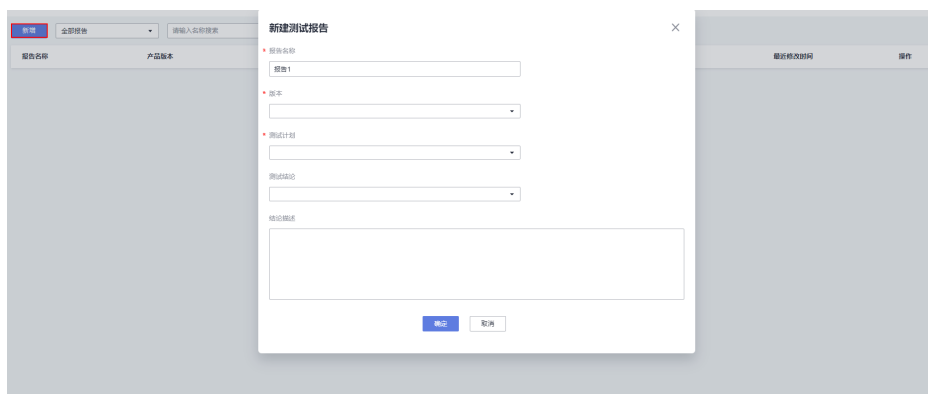 新增 全部报告 请输入名称搜索
报告名称 产品版本 最近修改时间 操作
新建测试报告
* 报告名称
报告1
* 版本
* 测试计划
测试结论
结论描述
确定 取消